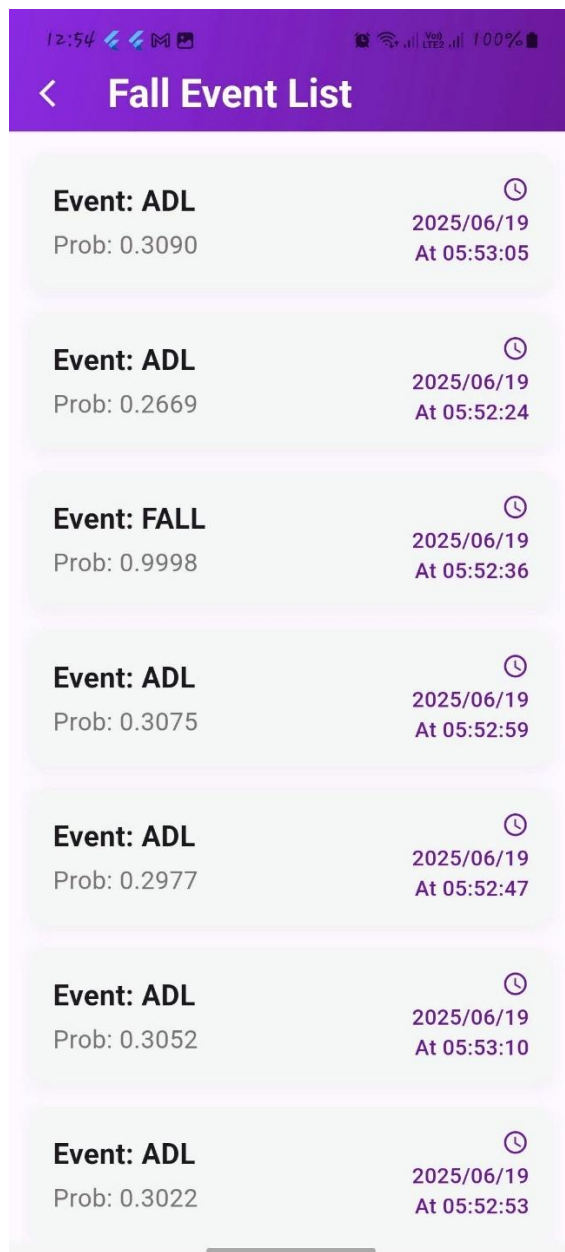 12:54 100%
VoD LTE2
Fall Event List
Event: ADL
Prob: 0.3090
2025/06/19
At 05:53:05
Event: ADL
Prob: 0.2669
2025/06/19
At 05:52:24
Event: FALL
Prob: 0.9998
2025/06/19
At 05:52:36
Event: ADL
Prob: 0.3075
2025/06/19
At 05:52:59
Event: ADL
Prob: 0.2977
2025/06/19
At 05:52:47
Event: ADL
Prob: 0.3052
2025/06/19
At 05:53:10
Event: ADL
Prob: 0.3022
2025/06/19
At 05:52:53